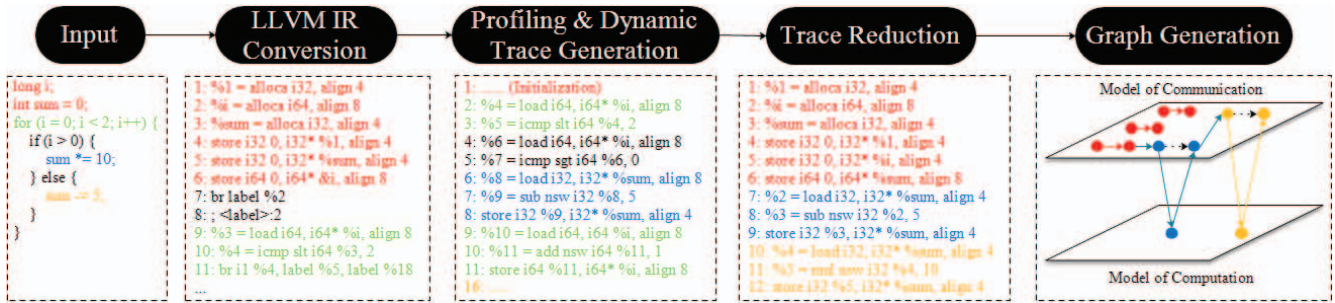 Input
LLVM IR
Conversion
Profiling & Dynamic
Trace Generation
Trace Reduction
Graph Generation
long i;
int sum = 0;
for (i = 0; i < 2; i++) {
if (i > 0) {
sum *= 10;
} else {
sum -= 5;
}
}
1: %1 = alloca i32, align 4
2: %i = alloca i64, align 8
3: %sum = alloca i32, align 4
4: store i32 0, i32* %1, align 4
5: store i32 0, i32* %sum, align 4
6: store i64 0, i64* &i, align 8
7: br label %2
8: ; <label>:2
9: %3 = load i64, i64* %i, align 8
10: %4 = icmp slt i64 %3, 2
11: br i1 %4, label %5, label %18
...
1: ...... (Initialization)
2: %4 = load i64, i64* %i, align 8
3: %5 = icmp slt i64 %4, 2
4: %6 = load i64, i64* %i, align 8
5: %7 = icmp sgt i64 %6, 0
6: %8 = load i32, i32* %sum, align 8
7: %9 = sub nsw i32 %8, 5
8: store i32 %9, i32* %sum, align 4
9: %10 = load i64, i64* %i, align 8
10: %11 = add nsw i64 %11, 1
11: store i64 %11, i64* %i, align 8
16: ......
1: %1 = alloca i32, align 4
2: %i = alloca i64, align 8
3: %sum = alloca i32, align 4
4: store i32 0, i32* %1, align 4
5: store i32 0, i32* %i, align 4
6: store i64 0, i64* %sum, align 8
7: %2 = load i32, i32* %sum, align 4
8: %3 = sub nsw i32 %2, 5
9: store i32 %3, i32* %sum, align 4
10: %4 = load i32, i32* %sum, align 4
11: %5 = mul nsw i32 %4, 10
12: store i32 %5, i32* %sum, align 4
Model of Communication
Model of Computation